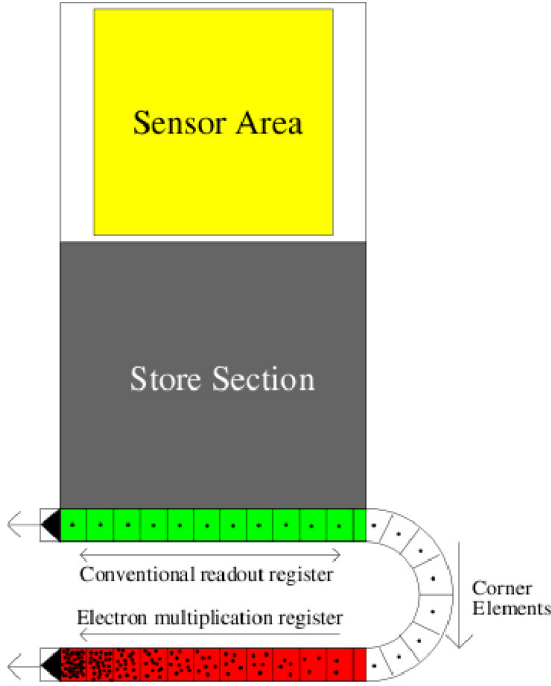 Sensor Area
Store Section
Conventional readout register
Electron multiplication register
Corner
Elements